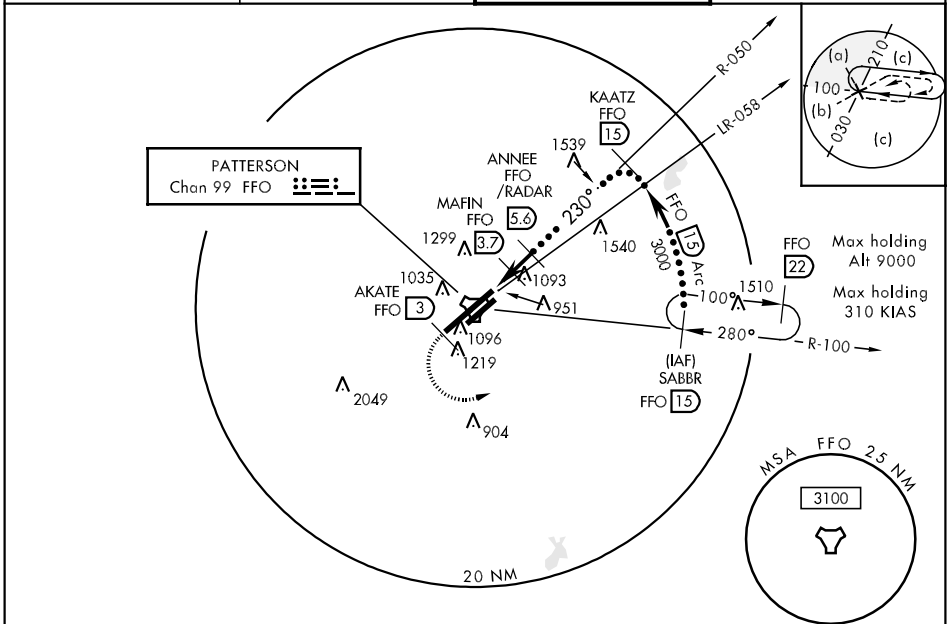 R-050
LR-058
KAATZ
FFO
15
1539
ANNEE
FFO
/RADAR
5.6
230°
1540
MAFIN
FFO
3.7
1299
1093
1035
951
AKATE
FFO 3
1096
1219
2049
904
PATTERSON
Chan 99 FFO
FFO 15 Arc
3000
100°
1510
280°
R-100
FFO
22
(IAF)
SABBR
FFO 15
Max holding
Alt 9000
Max holding
310 KIAS
(a)
210
(c)
100
(b)
030
(c)
MSA FFO 25 NM
3100
20 NM